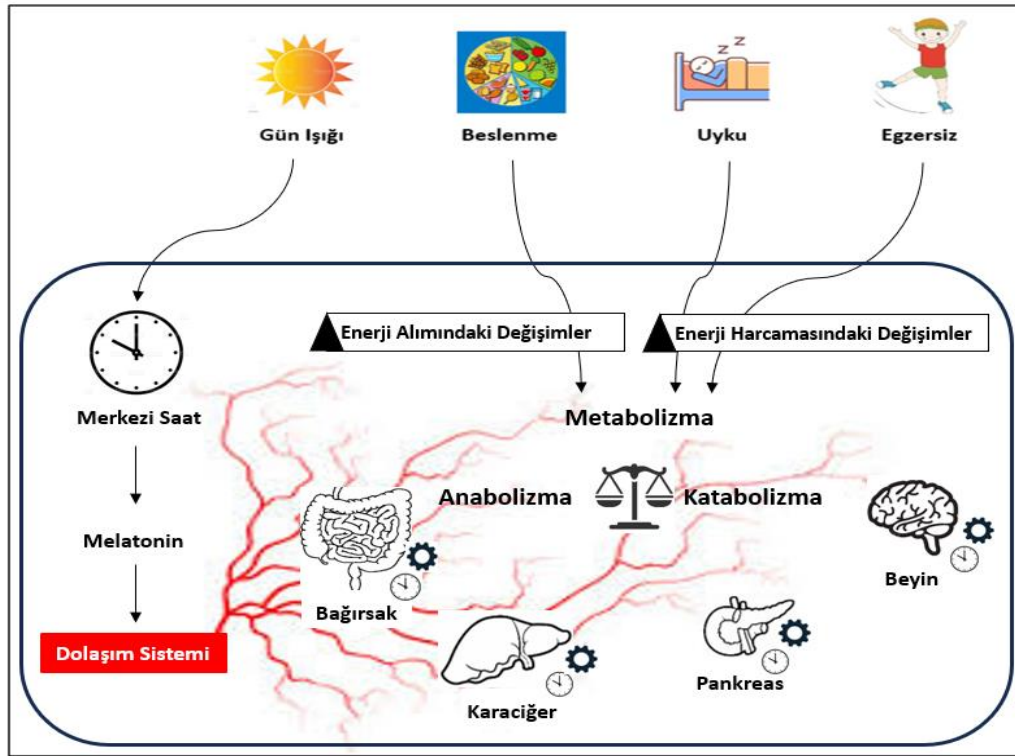 Gün Işığı
Beslenme
Uyku
Egzersiz
Enerji Alımındaki Değişimler
Enerji Harcamasındaki Değişimler
Merkezi Saat
Metabolizma
Anabolizma
Katabolizma
Melatonin
Beyin
Bağırsak
Dolaşım Sistemi
Pankreas
Karaciğer
z z